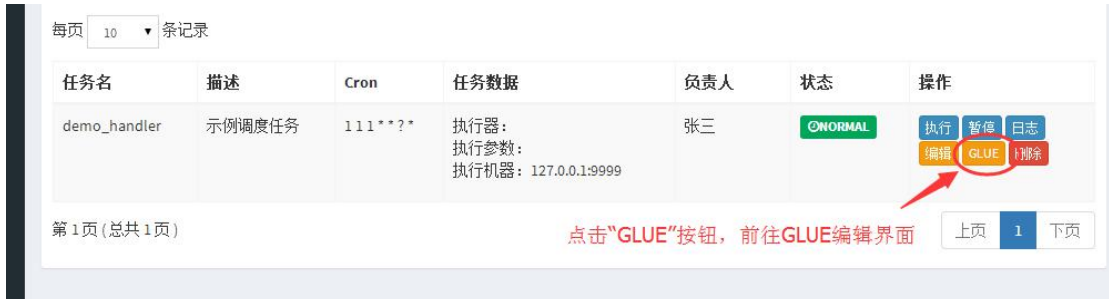 每页 10 条记录
任务名 描述 Cron 任务数据 负责人 状态 操作
demo_handler 示例调度任务 1 1 1 * * ? * 执行器： 张三 NORMAL 执行 暂停 日志
执行参数： 编辑 GLUE 删除
执行机器：127.0.0.1:9999
第1页(总共1页)
点击“GLUE”按钮，前往GLUE编辑界面
上页 1 下页